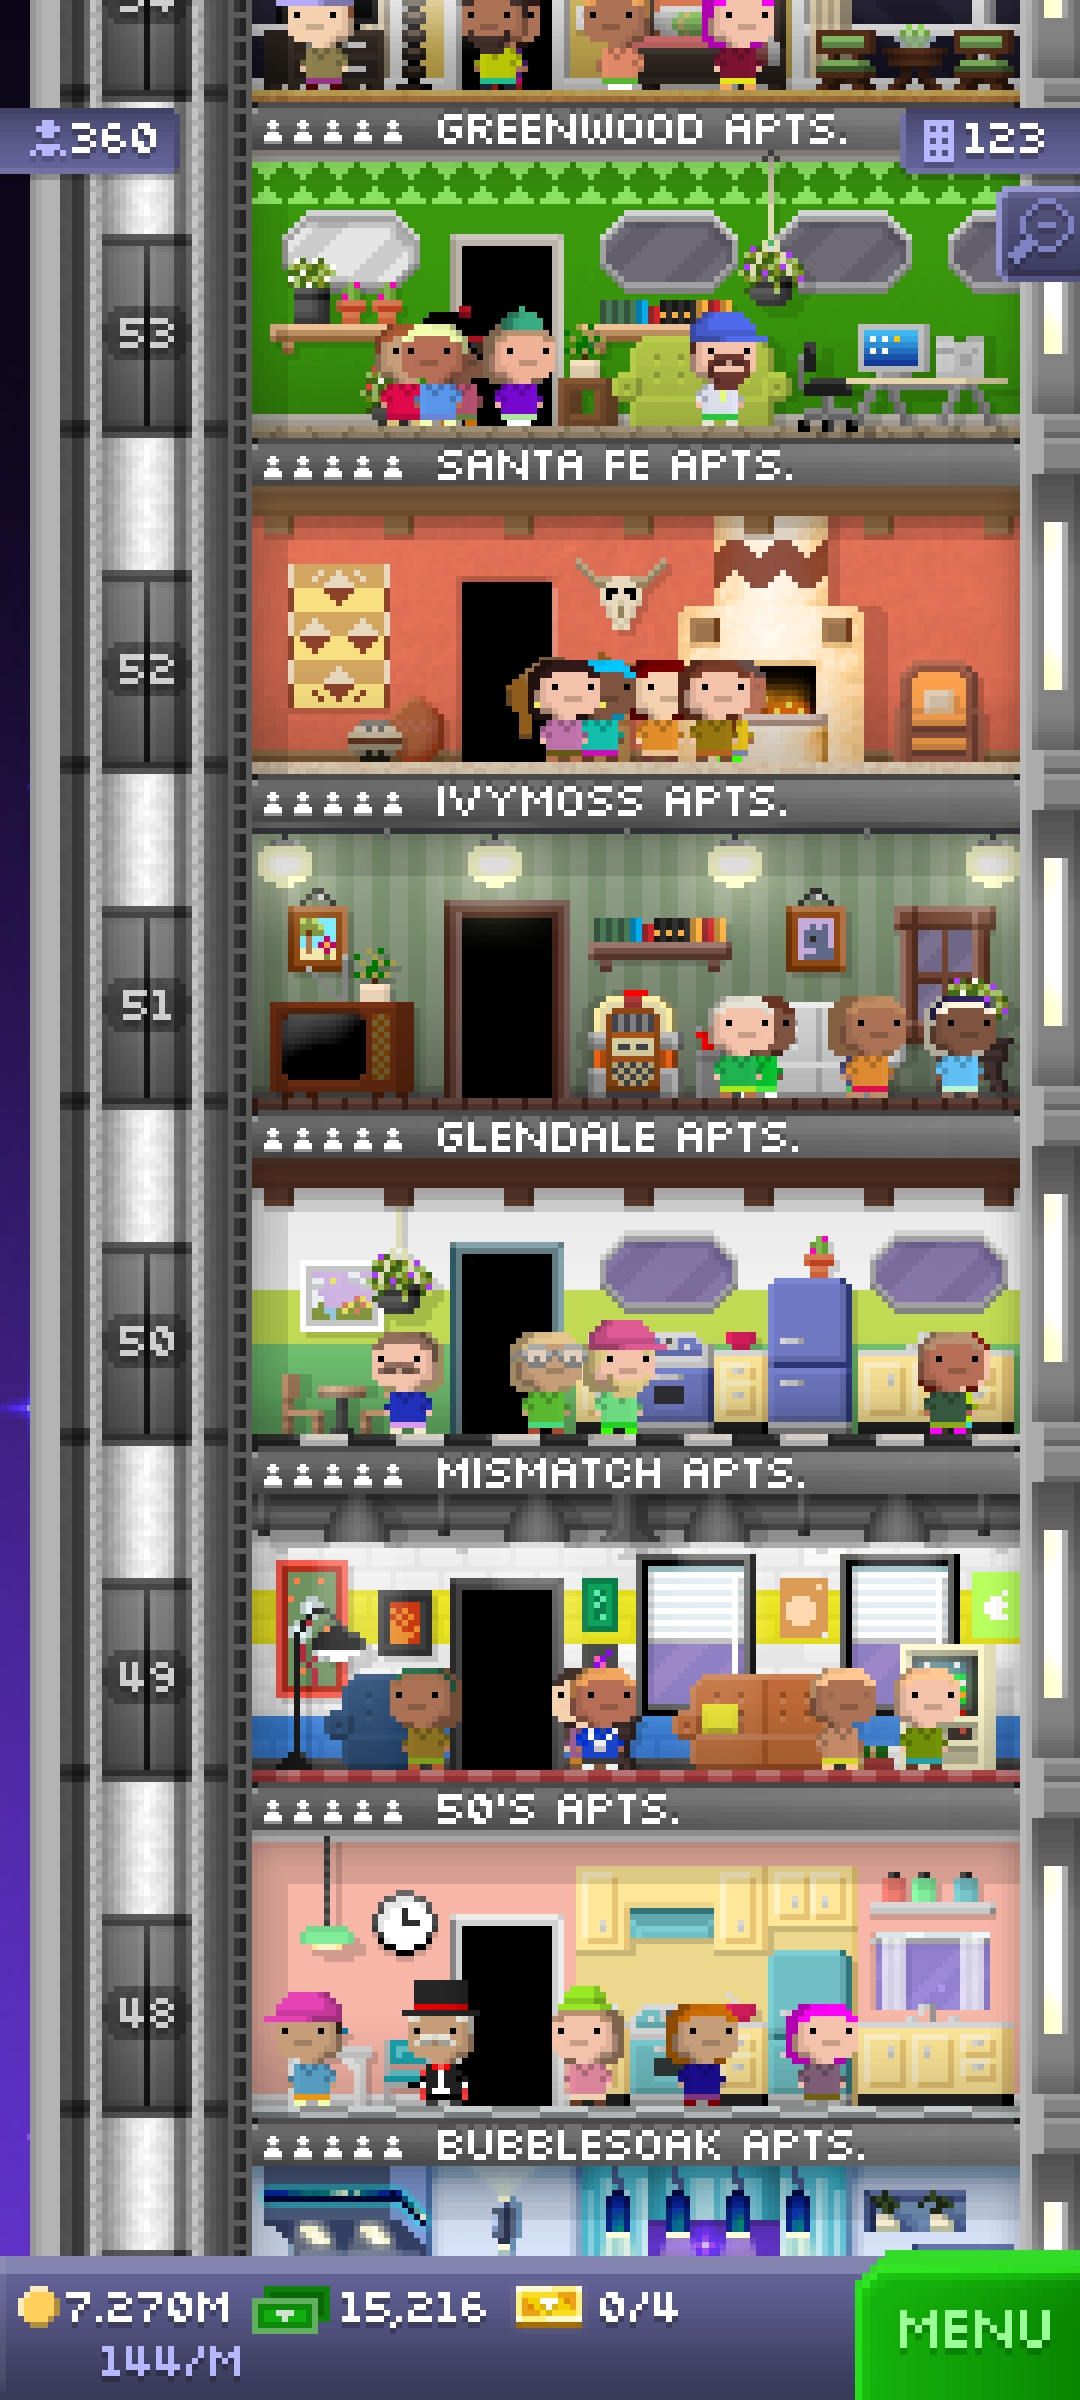 360
GREENWOOD APTS.
123
53
SANTA FE APTS.
52
IVYMOSS APTS.
51
GLENDALE APTS.
50
MISMATCH APTS.
49
50'S APTS.
48
BUBBLESOAK APTS.
7.270M 15,216 0/4
144/M
MENU